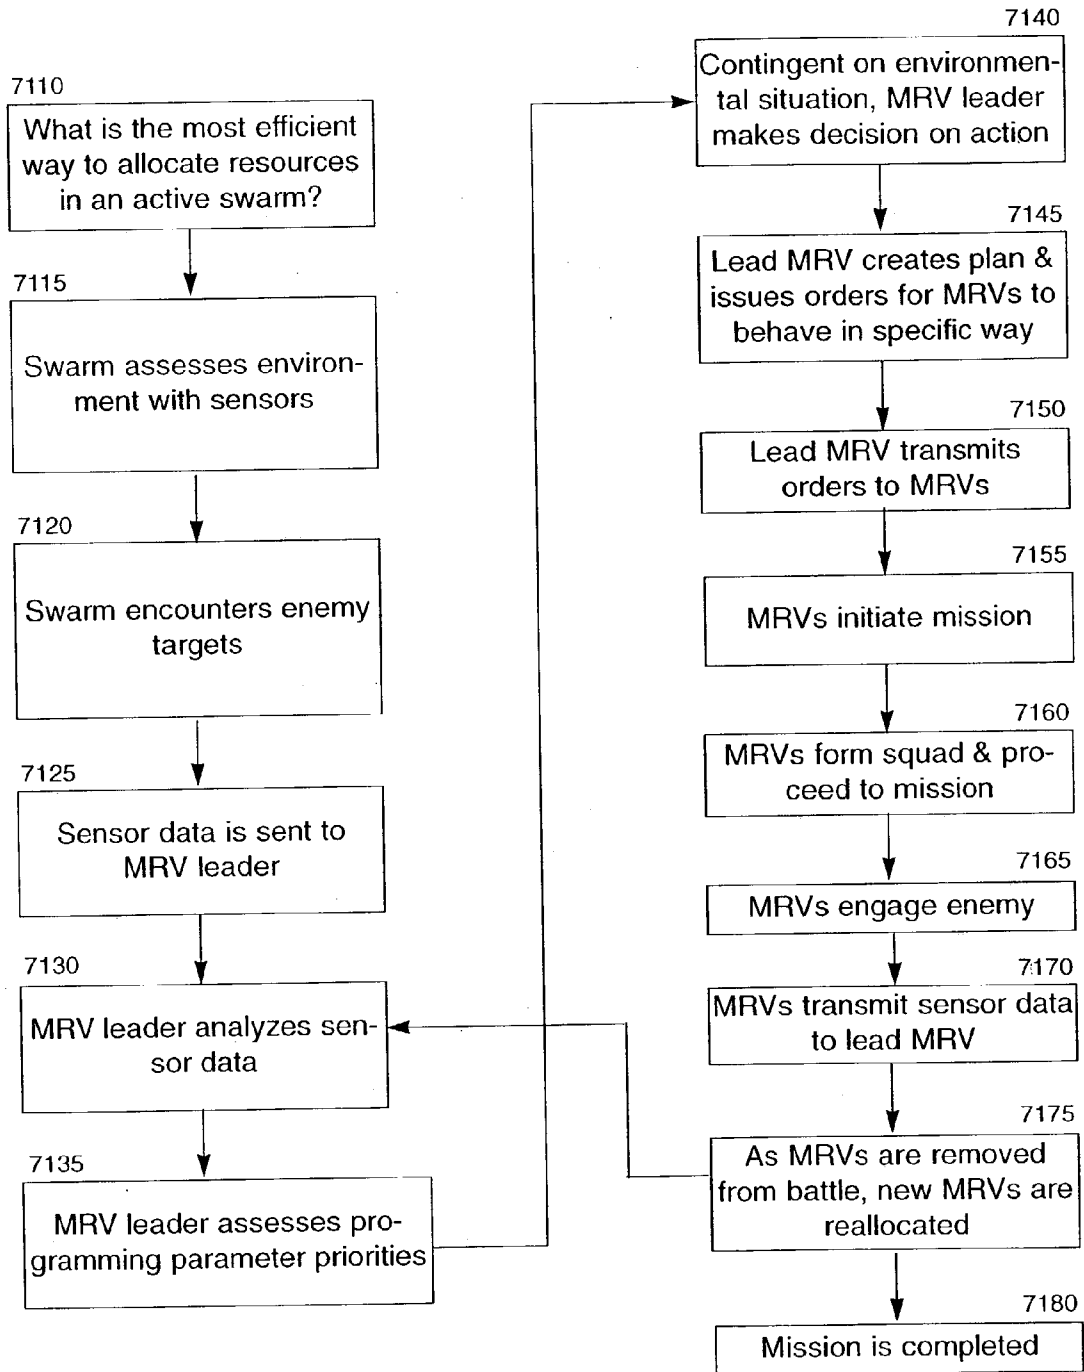 7110
What is the most efficient
way to allocate resources
in an active swarm?
7115
Swarm assesses environ-
ment with sensors
7120
Swarm encounters enemy
targets
7125
Sensor data is sent to
MRV leader
7130
MRV leader analyzes sen-
sor data
7135
MRV leader assesses pro-
gramming parameter priorities
7140
Contingent on environmen-
tal situation, MRV leader
makes decision on action
7145
Lead MRV creates plan &
issues orders for MRVs to
behave in specific way
7150
Lead MRV transmits
orders to MRVs
7155
MRVs initiate mission
7160
MRVs form squad & pro-
ceed to mission
7165
MRVs engage enemy
7170
MRVs transmit sensor data
to lead MRV
7175
As MRVs are removed
from battle, new MRVs are
reallocated
7180
Mission is completed